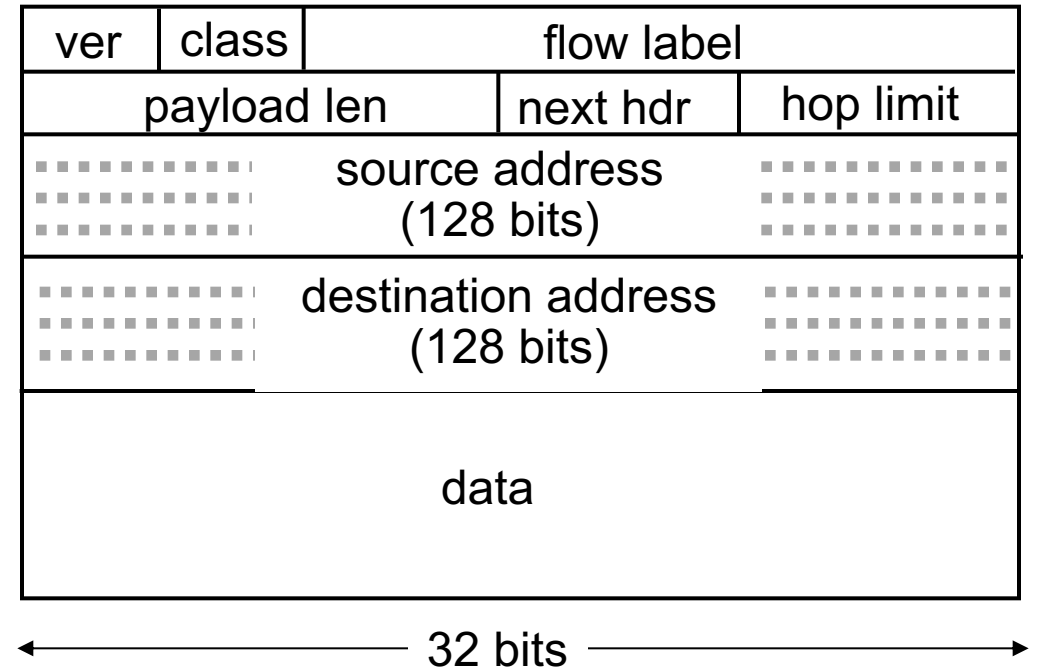 ver class flow label
payload len next hdr hop limit
source address
(128 bits)
destination address
(128 bits)
data
32 bits